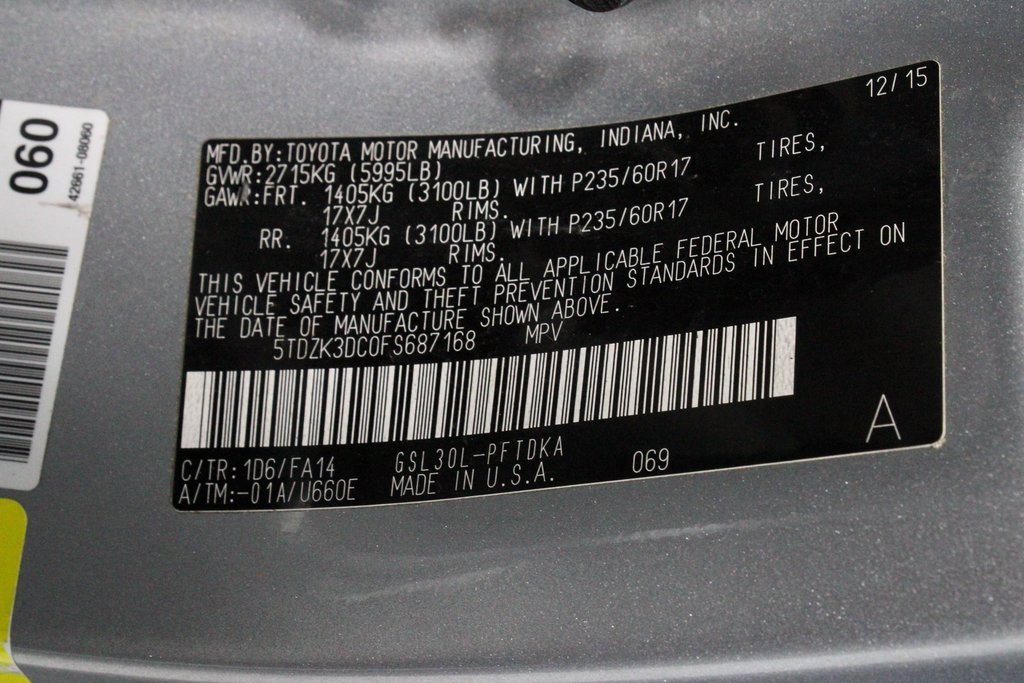 060
42661-08060
12/15
MFD.BY:TOYOTA MOTOR MANUFACTURING, INDIANA, INC.
GVWR:2715KG (5995LB)
GAWR:FRT. 1405KG (3100LB) WITH P235/60R17 TIRES,
17X7J RIMS.
RR. 1405KG (3100LB) WITH P235/60R17 TIRES,
17X7J RIMS.
THIS VEHICLE CONFORMS TO ALL APPLICABLE FEDERAL MOTOR
VEHICLE SAFETY AND THEFT PREVENTION STANDARDS IN EFFECT ON
THE DATE OF MANUFACTURE SHOWN ABOVE.
5TDZK3DC0FS687168 MPV
A
C/TR:1D6/FA14 GSL30L-PFTDKA 069
A/TM:-01A/U660E MADE IN U.S.A.